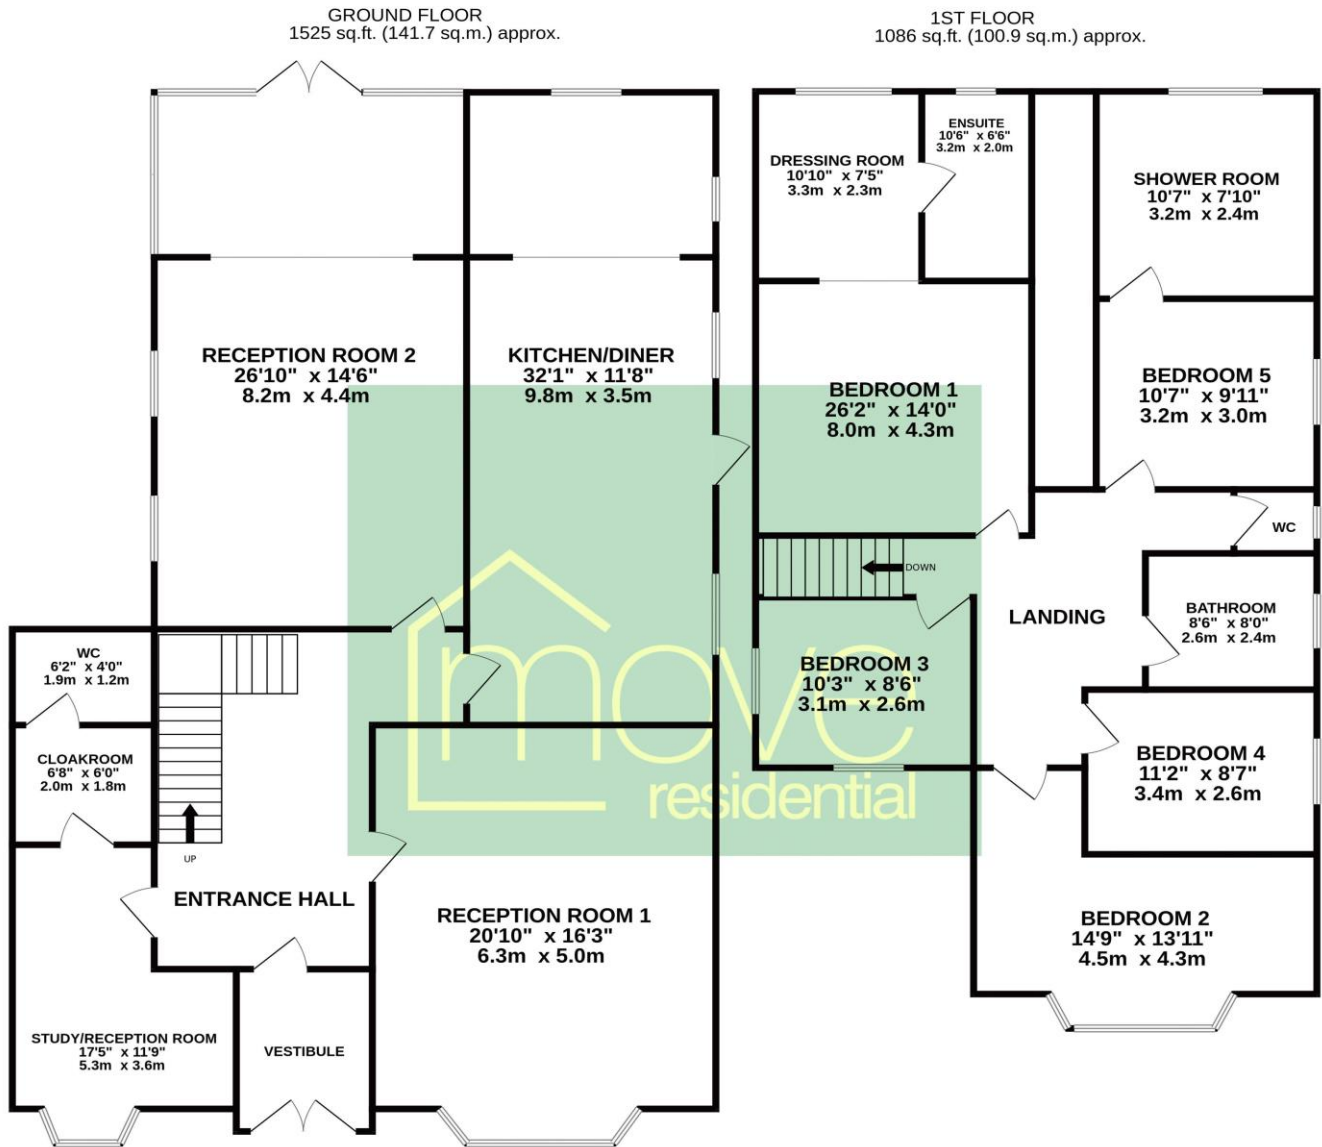 GROUND FLOOR
1525 sq.ft. (141.7 sq.m.) approx.
RECEPTION ROOM 2
26'10" x 14'6"
8.2m x 4.4m
KITCHEN/DINER
32'1" x 11'8"
9.8m x 3.5m
WC
6'2" x 4'0"
1.9m x 1.2m
CLOAKROOM
6'8" x 6'0"
2.0m x 1.8m
UP
ENTRANCE HALL
RECEPTION ROOM 1
20'10" x 16'3"
6.3m x 5.0m
STUDY/RECEPTION ROOM
17'5" x 11'9"
5.3m x 3.6m
VESTIBULE
1ST FLOOR
1086 sq.ft. (100.9 sq.m.) approx.
DRESSING ROOM
10'10" x 7'5"
3.3m x 2.3m
ENSUITE
10'6" x 6'6"
3.2m x 2.0m
SHOWER ROOM
10'7" x 7'10"
3.2m x 2.4m
BEDROOM 1
26'2" x 14'0"
8.0m x 4.3m
BEDROOM 5
10'7" x 9'11"
3.2m x 3.0m
WC
DOWN
LANDING
BATHROOM
8'6" x 8'0"
2.6m x 2.4m
BEDROOM 3
10'3" x 8'6"
3.1m x 2.6m
BEDROOM 4
11'2" x 8'7"
3.4m x 2.6m
BEDROOM 2
14'9" x 13'11"
4.5m x 4.3m
move
residential